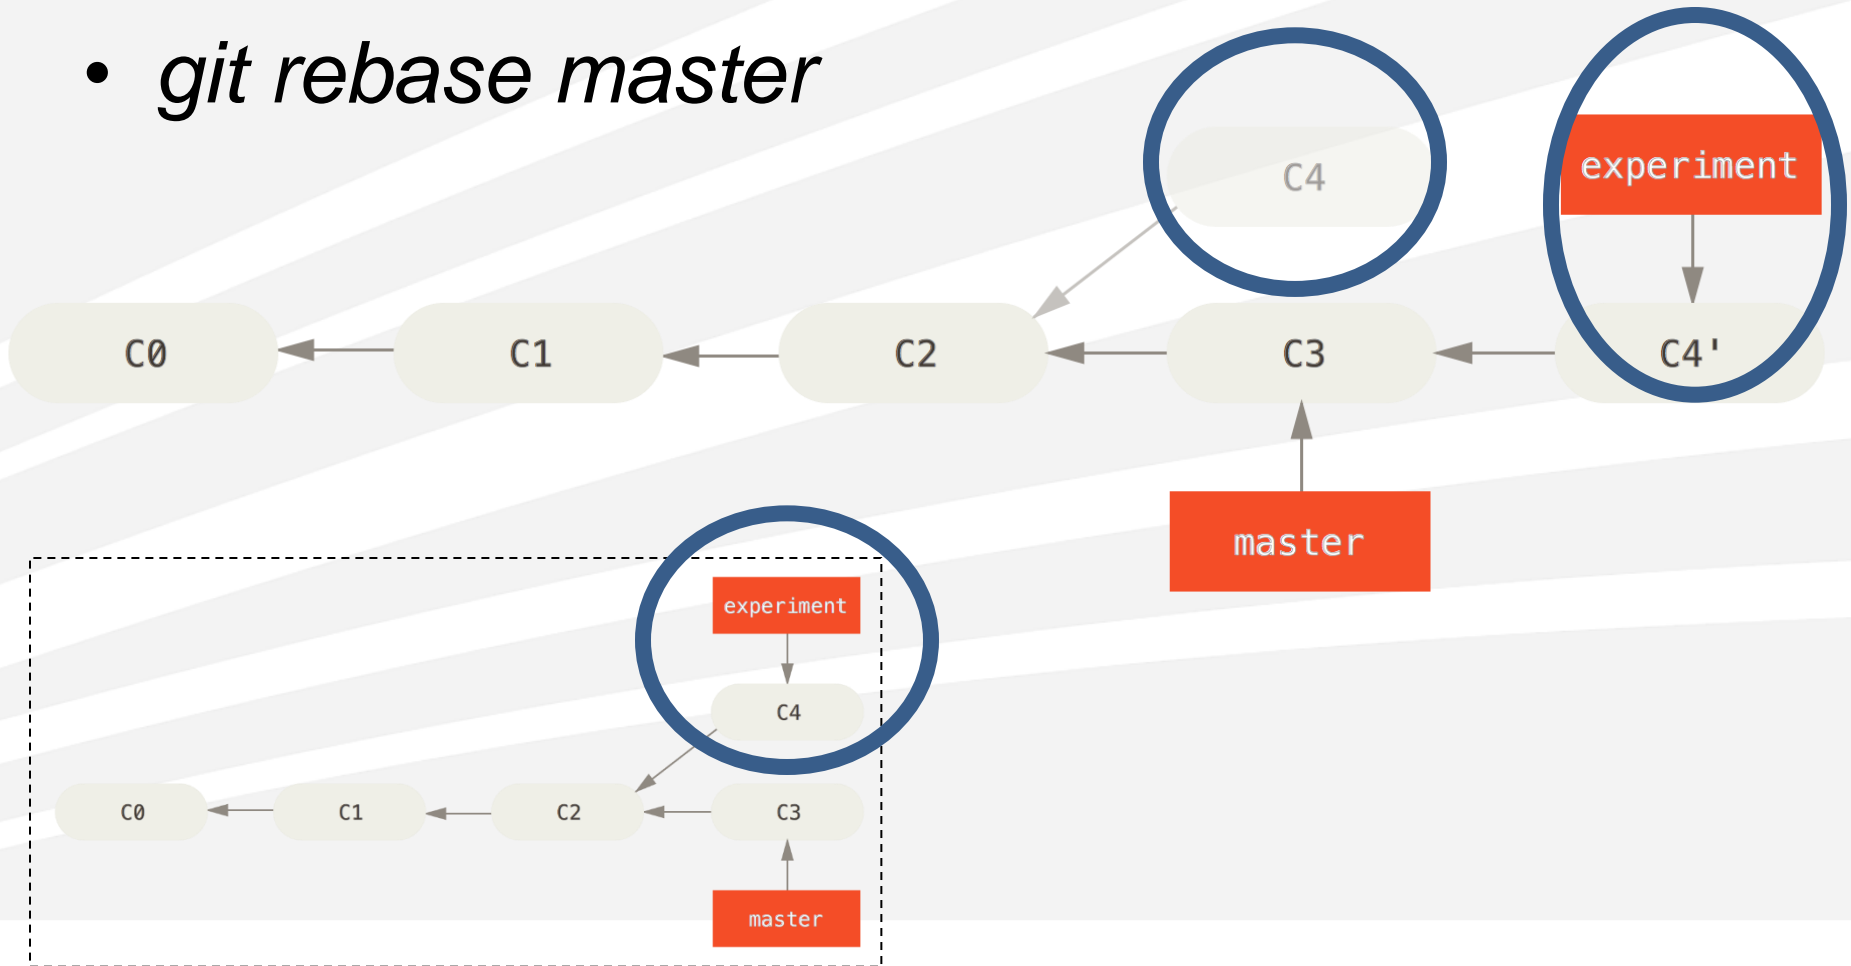 • git rebase master
C4
experiment
C0 C1 C2 C3 C4'
master
experiment
C4
C0 C1 C2 C3
master